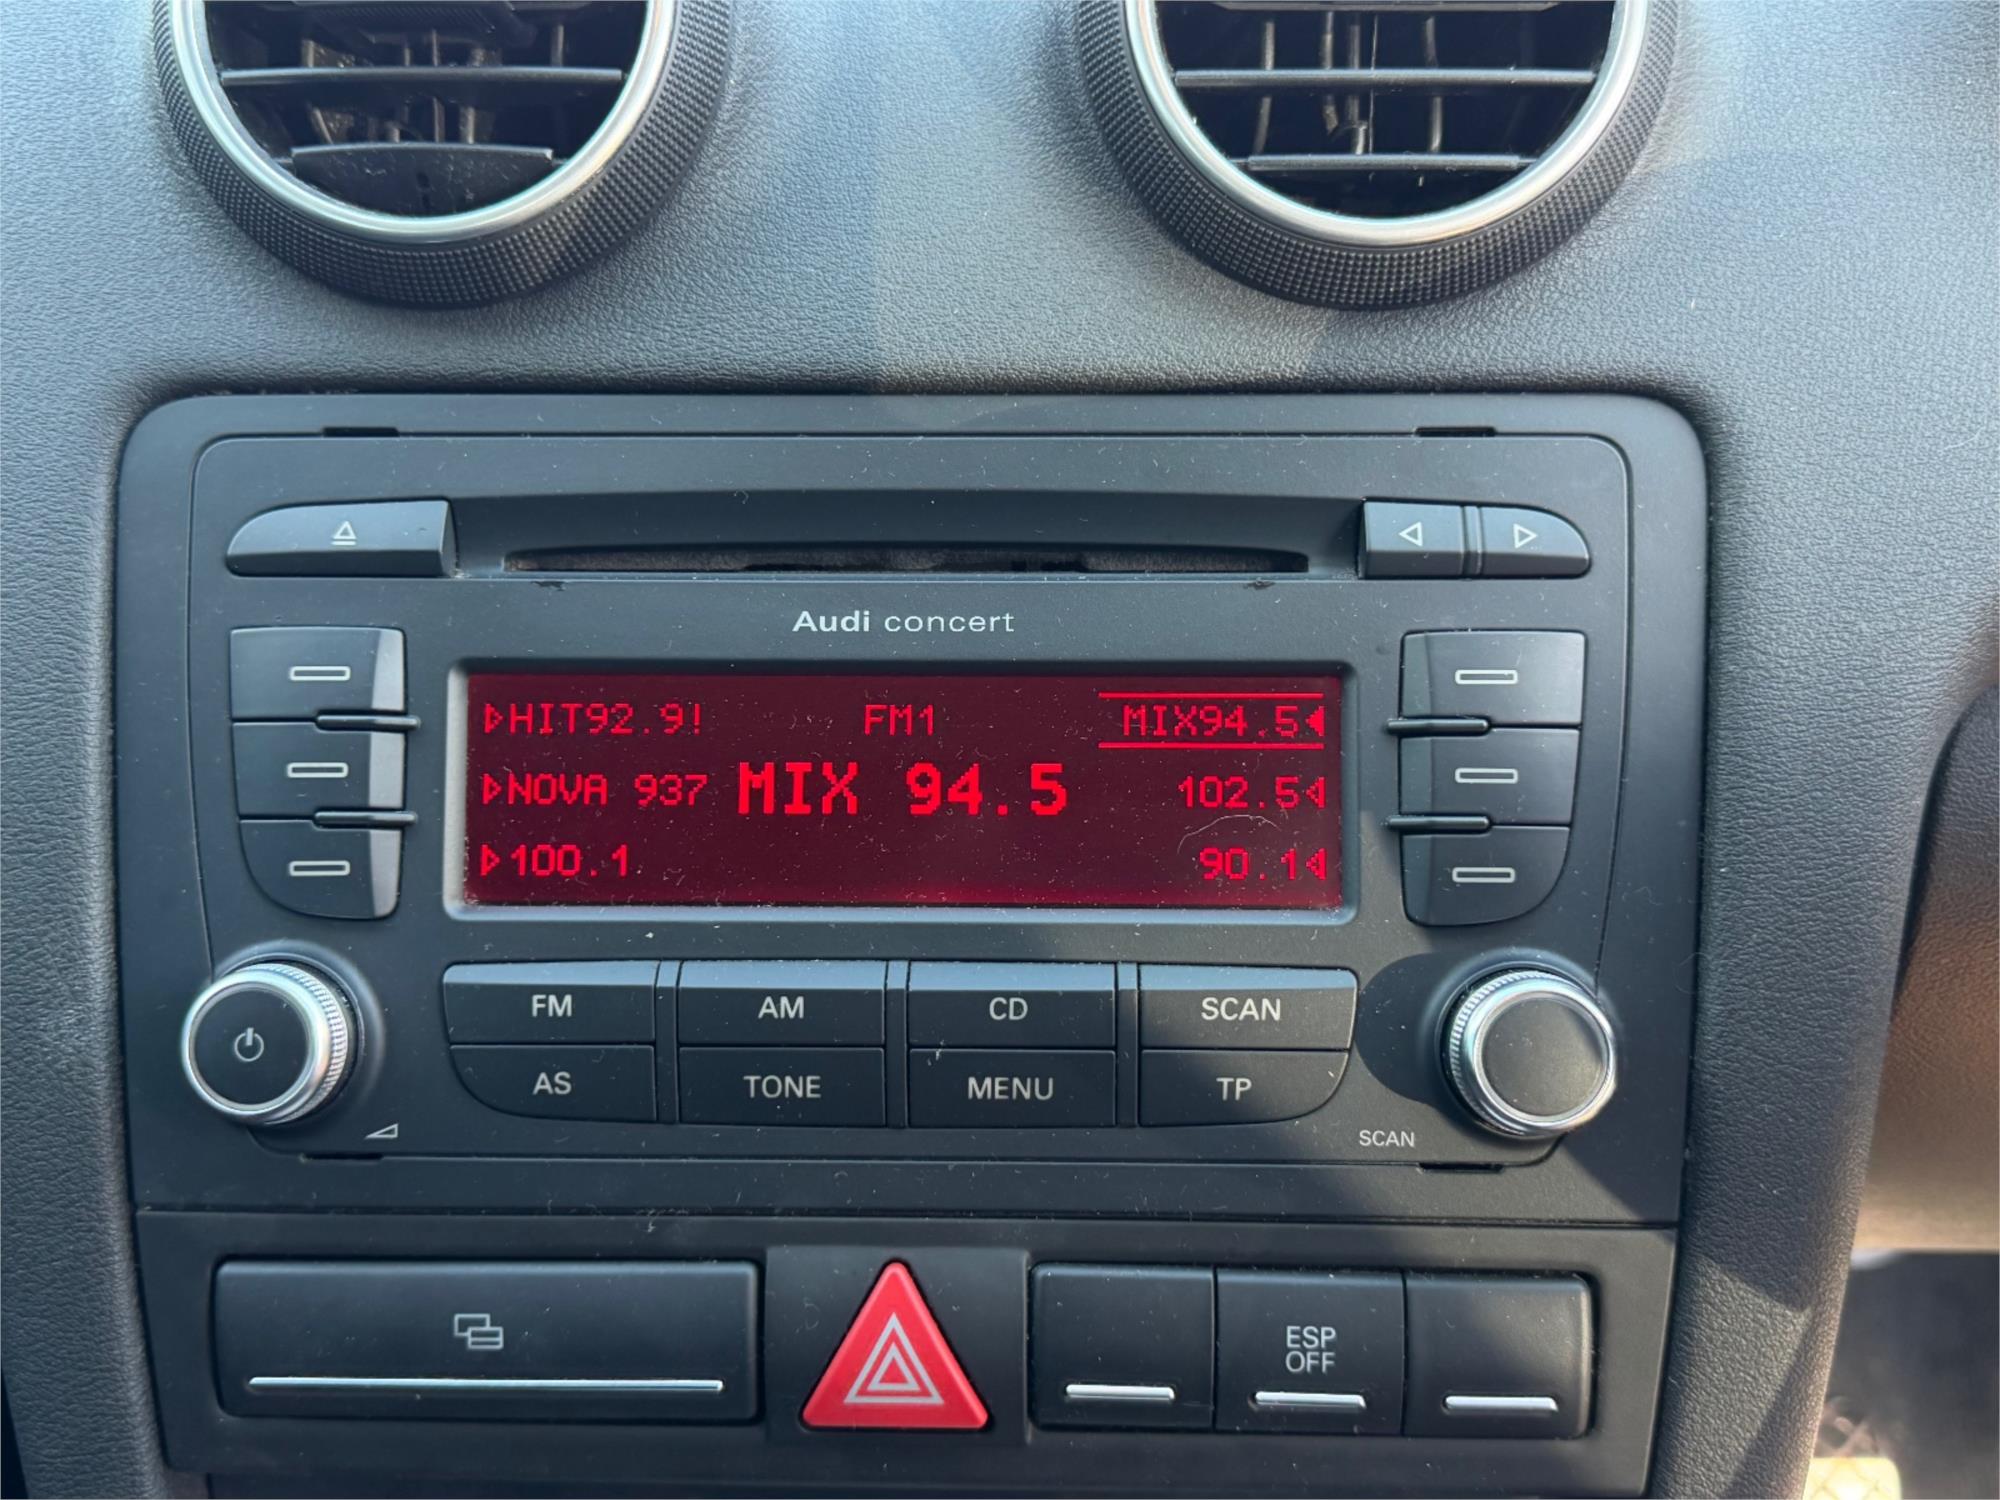 Audi concert
HIT92.9! FM1 MIX94.5
NOVA 937 MIX 94.5 102.5
100.1 90.1
FM AM CD SCAN
AS TONE MENU TP
SCAN
ESP
OFF